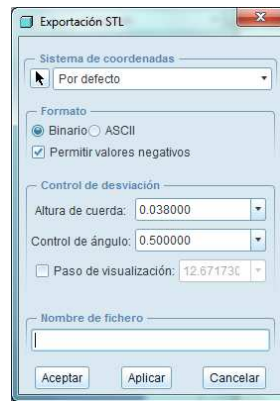 Exportación STL
Sistema de coordenadas
Por defecto
Formato
Binario ASCII
Permitir valores negativos
Control de desviación
Altura de cuerda: 0.038000
Control de ángulo: 0.500000
Paso de visualización: 12.671730
Nombre de fichero
Aceptar Aplicar Cancelar